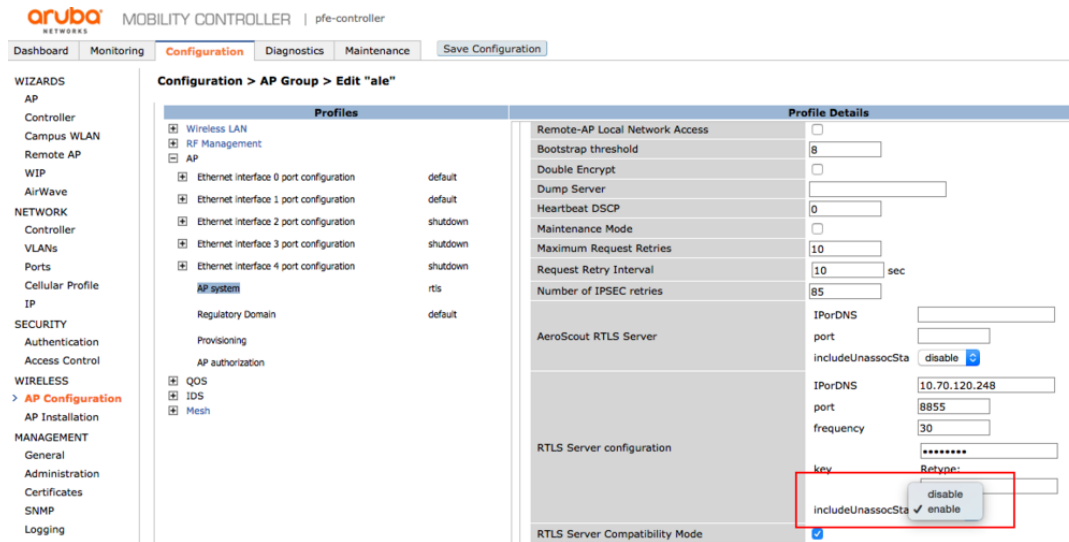 aruba
NETWORKS
MOBILITY CONTROLLER | pfe-controller
Dashboard Monitoring Configuration Diagnostics Maintenance Save Configuration
WIZARDS
AP
Controller
Campus WLAN
Remote AP
WIP
AirWave
NETWORK
Controller
VLANs
Ports
Cellular Profile
IP
SECURITY
Authentication
Access Control
WIRELESS
> AP Configuration
AP Installation
MANAGEMENT
General
Administration
Certificates
SNMP
Logging
Configuration > AP Group > Edit "ale"
Profiles
Wireless LAN
RF Management
AP
Ethernet interface 0 port configuration default
Ethernet interface 1 port configuration default
Ethernet interface 2 port configuration shutdown
Ethernet interface 3 port configuration shutdown
Ethernet interface 4 port configuration shutdown
AP system rtls
Regulatory Domain default
Provisioning
AP authorization
QOS
IDS
Mesh
Profile Details
Remote-AP Local Network Access
Bootstrap threshold 8
Double Encrypt
Dump Server
Heartbeat DSCP 0
Maintenance Mode
Maximum Request Retries 10
Request Retry Interval 10 sec
Number of IPSEC retries 85
AeroScout RTLS Server
IPorDNS
port
includeUnassocSta disable
RTLS Server configuration
IPorDNS 10.70.120.248
port 8855
frequency 30
••••••••
key Retype:
disable
includeUnassocSta ✓ enable
RTLS Server Compatibility Mode